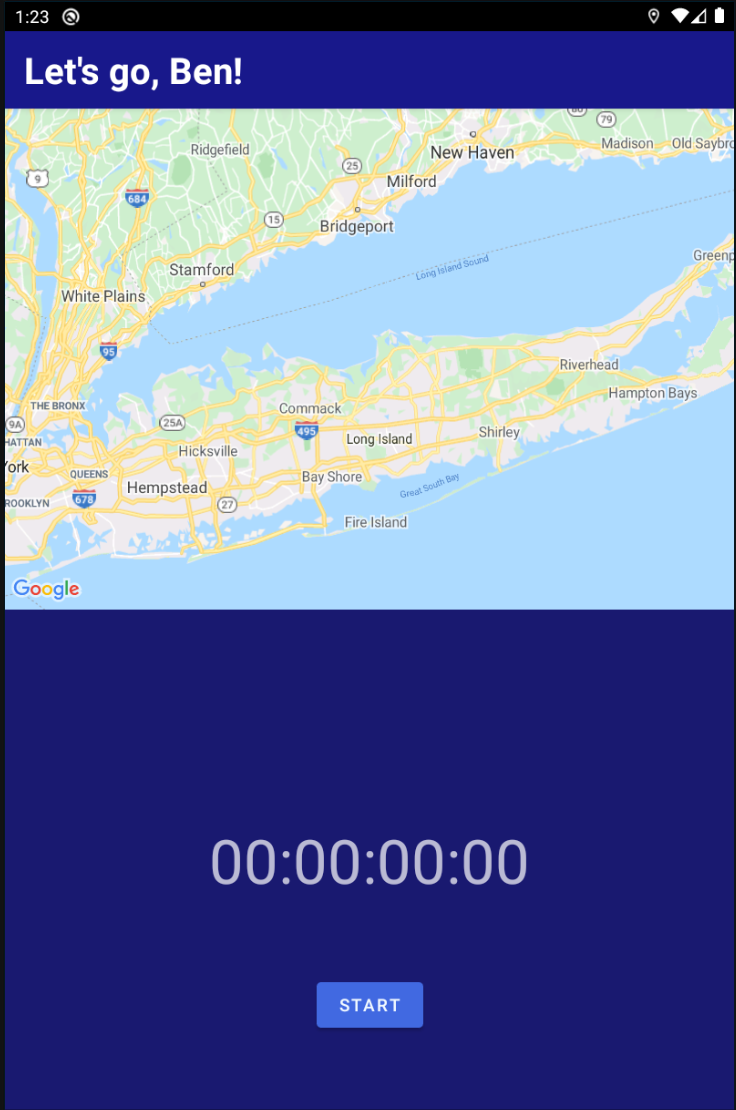 1:23
Let's go, Ben!
80
79
Ridgefield
New Haven
Madison
Old Saybro
9
25
Milford
684
15
Bridgeport
Greenp
Stamford
Long Island Sound
White Plains
95
Riverhead
Hampton Bays
THE BRONX
Commack
9A
25A
495
HATTAN
Long Island
Shirley
Hicksville
York
QUEENS
Bay Shore
Hempstead
Great South Bay
678
ROOKLYN
27
Fire Island
Google
00:00:00:00
START